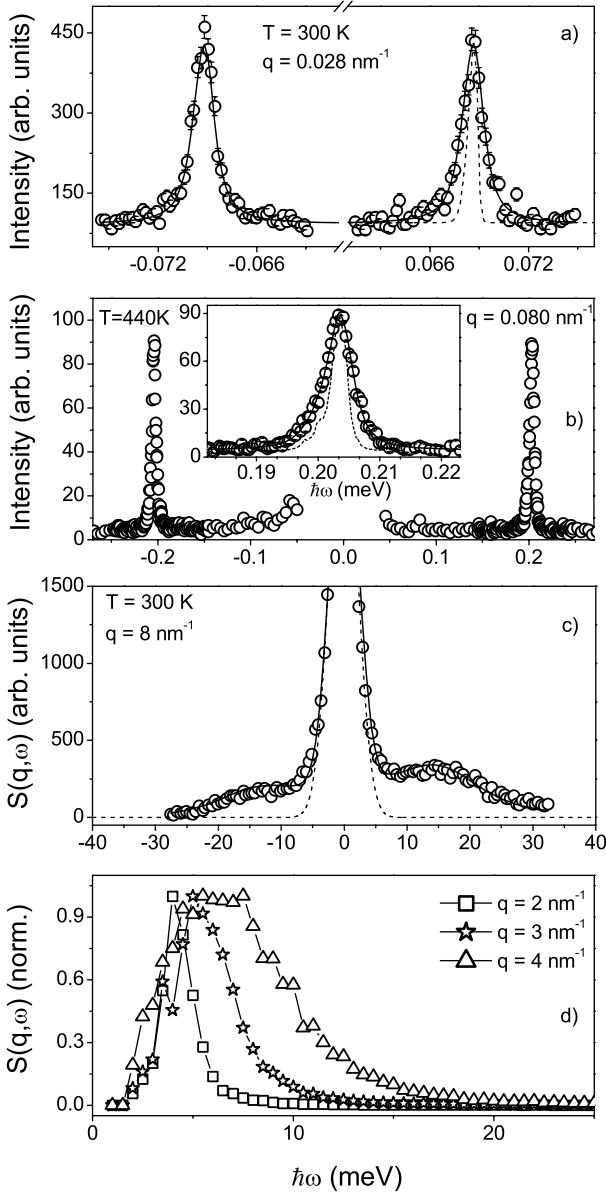 450
300
150
Intensity (arb. units)
T = 300 K
q = 0.028 nm⁻¹
a)
-0.072
-0.066
0.066
0.072
100
80
60
40
20
0
Intensity (arb. units)
T=440K
q = 0.080 nm⁻¹
b)
90
60
30
0
0.19
0.20
0.21
0.22
ħω (meV)
-0.2
-0.1
0.0
0.1
0.2
1500
1000
500
0
S(q,ω) (arb. units)
T = 300 K
q = 8 nm⁻¹
c)
-40
-30
-20
-10
0
10
20
30
40
0.9
0.6
0.3
0.0
S(q,ω) (norm.)
q = 2 nm⁻¹
q = 3 nm⁻¹
q = 4 nm⁻¹
d)
0
10
20
ħω (meV)